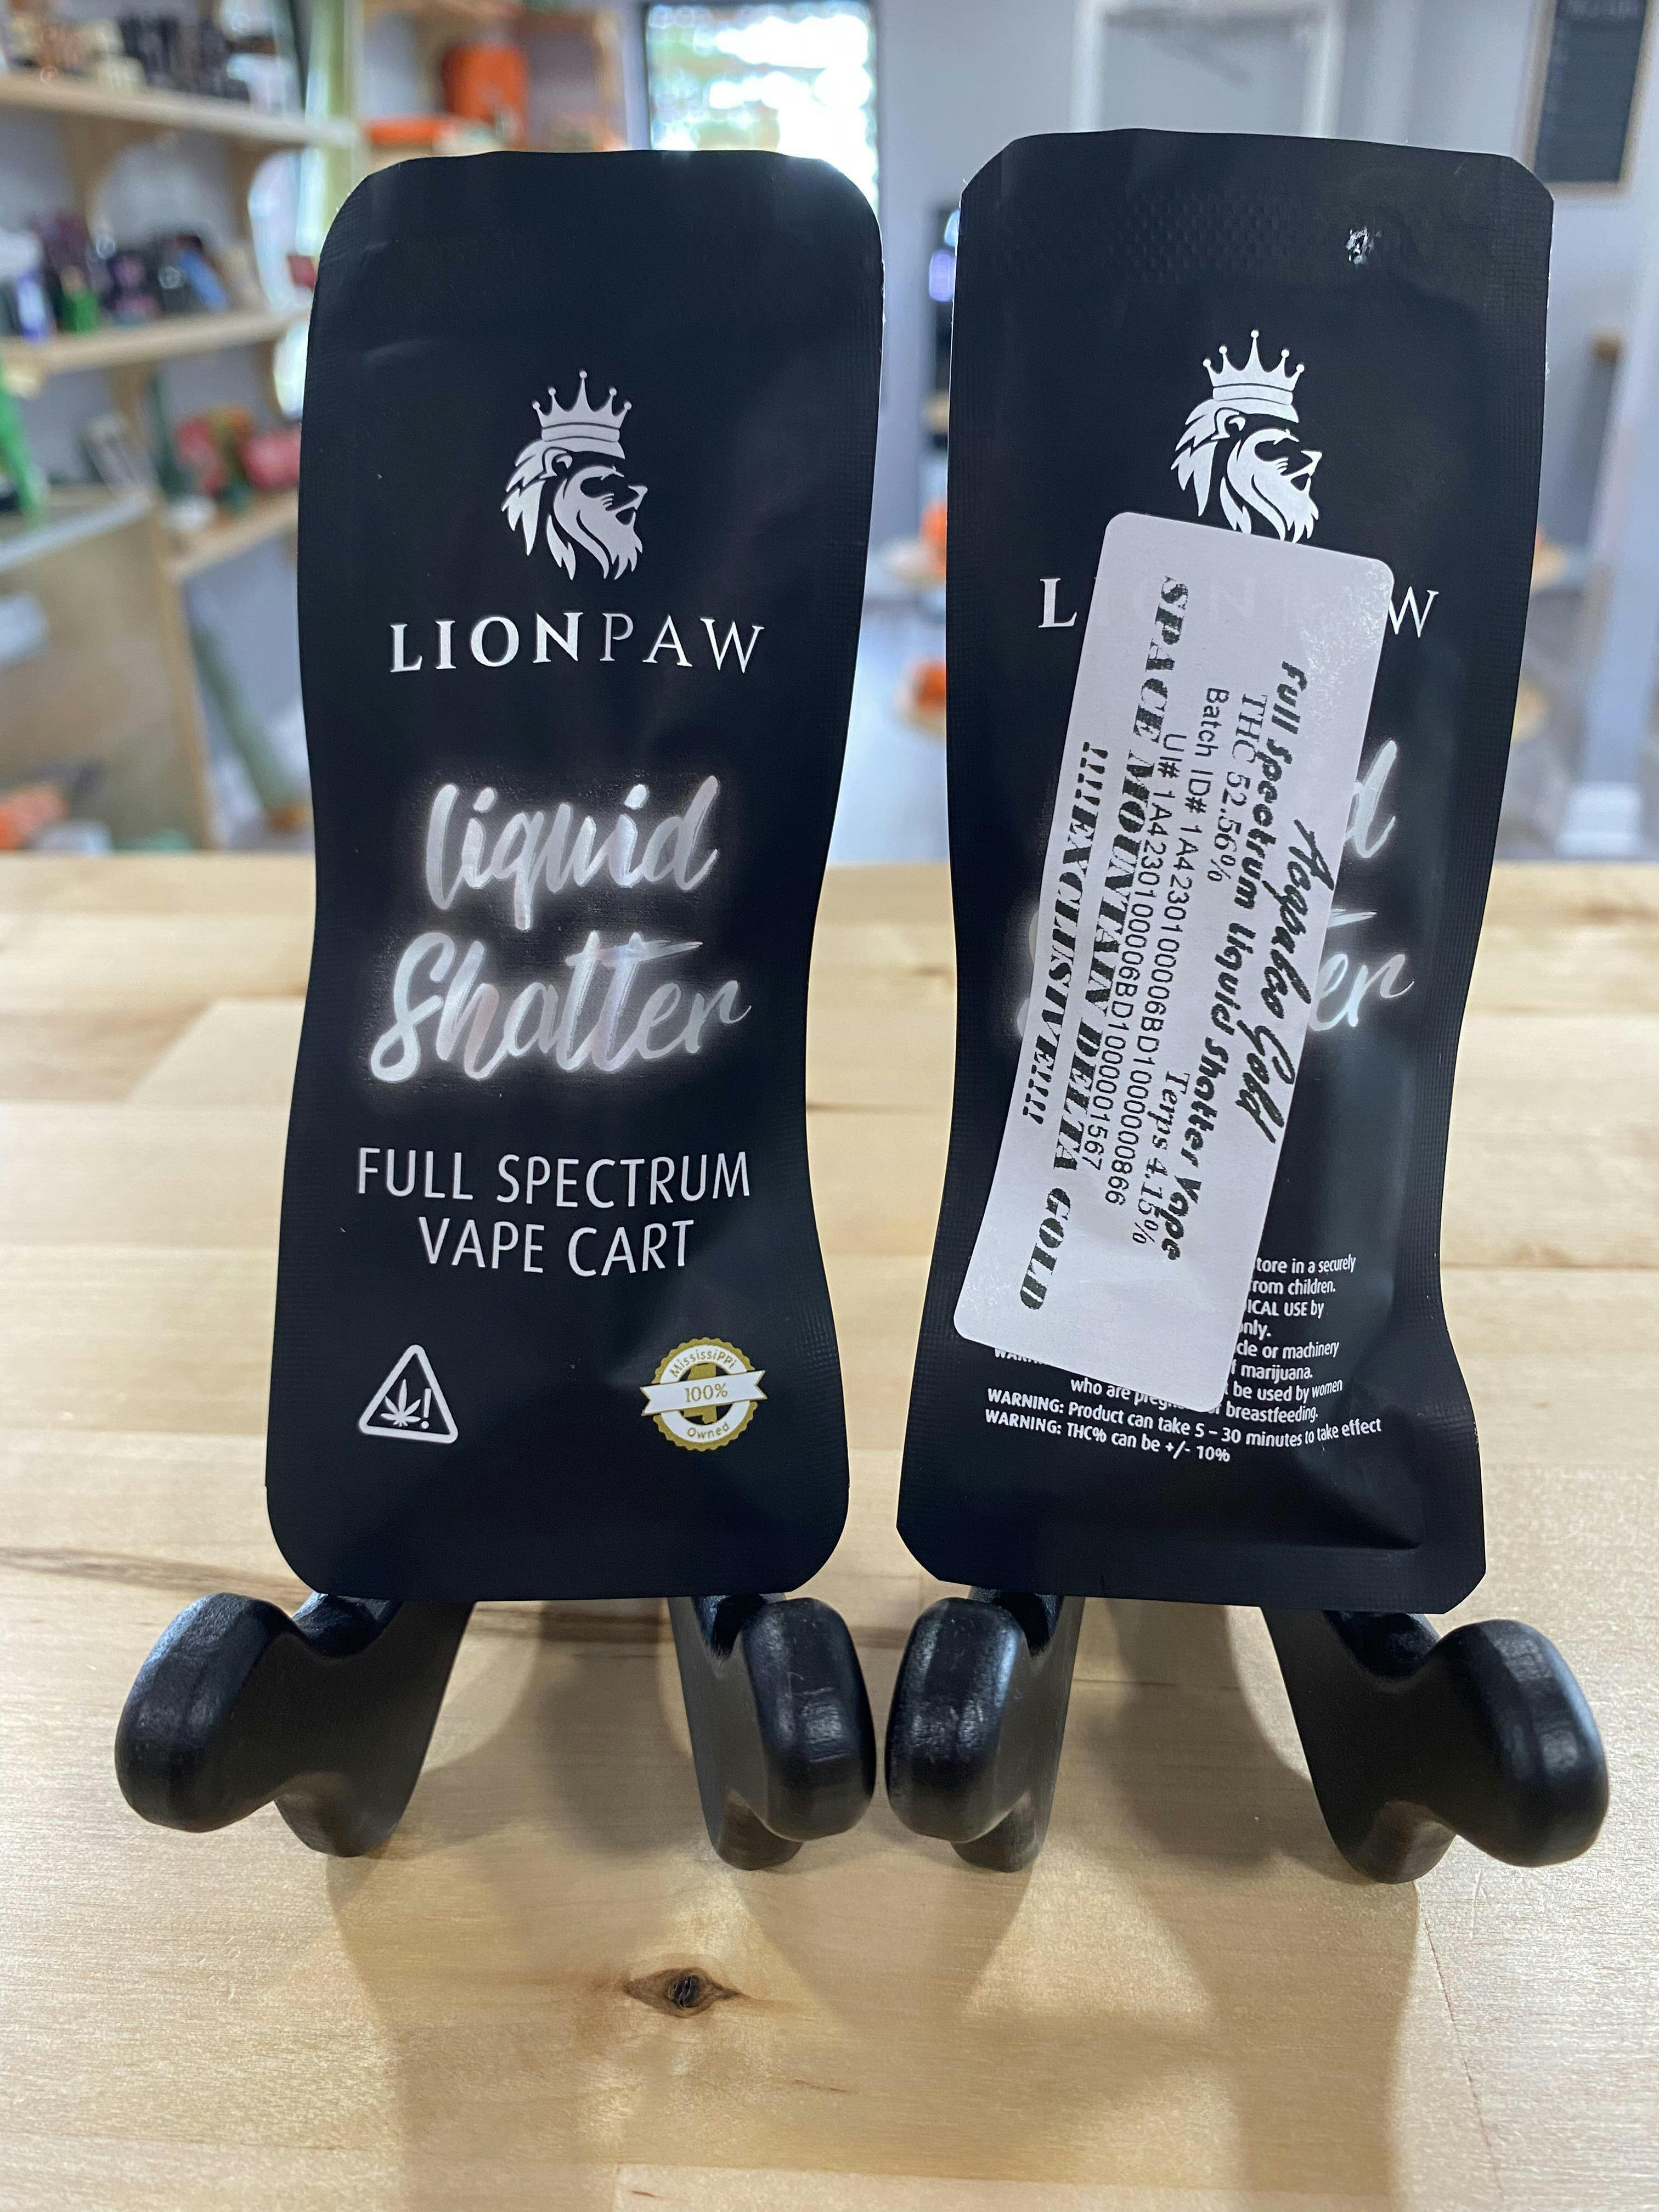 LIONPAW
liquid
Shatter
FULL SPECTRUM
VAPE CART
MississiPPi
100%
Owned
L W
d
er
Acapulco Gold
Full Spectrum Liquid Shatter Vape
THC 52.56% Terps 4.15%
Batch ID# 1A42301000006BD1000000866
UI# 1A42301000006BD1000001567
SPACE MOUNTAIN DELTA GOLD
!!!!!EXCLUSIVE!!!!!
tore in a securely
from children.
ICAL USE by
only.
cle or machinery
f marijuana.
be used by women
who are breastfeeding.
WARNING: Product can take 5 – 30 minutes to take effect
WARNING: THC% can be +/- 10%